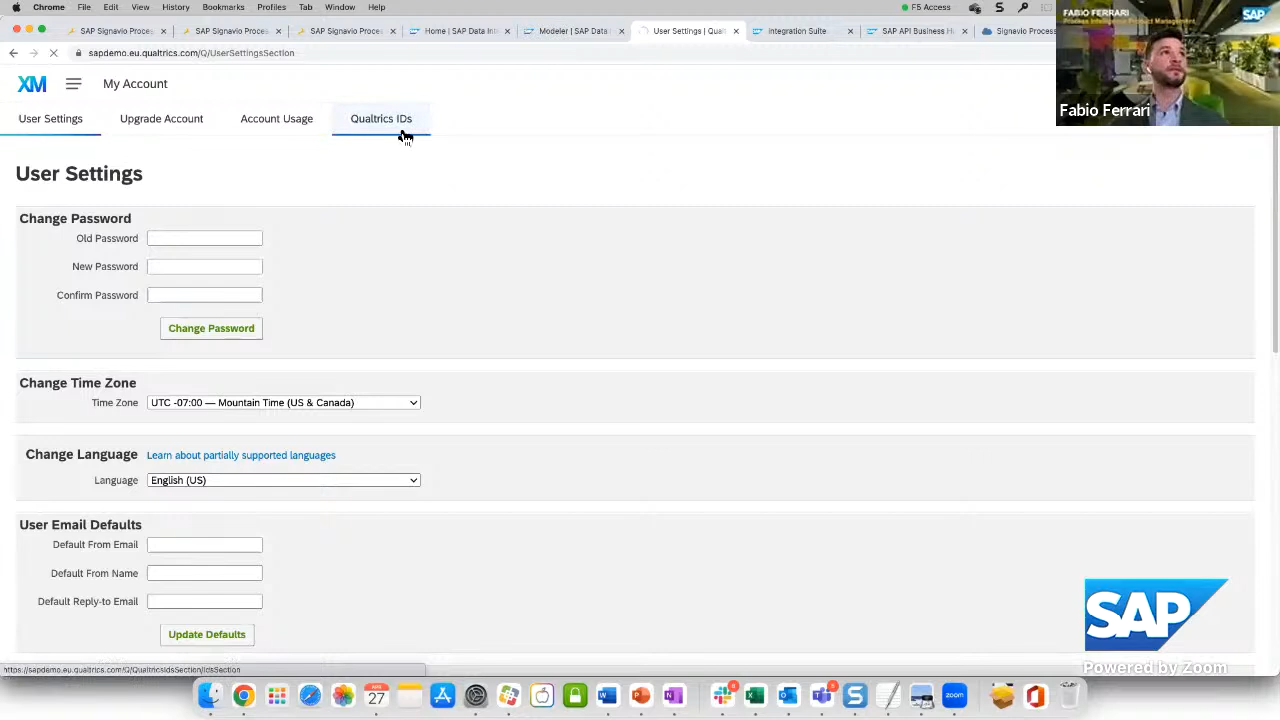 Chrome File Edit View History Bookmarks Profiles Tab Window Help
F5 Access
SAP Signavio Proces
SAP Signavio Proces
SAP Signavio Proces
Home | SAP Data Int
Modeler | SAP Data I
User Settings | Qual
Integration Suite
SAP API Business H
Signavio Process
sapdemo.eu.qualtrics.com/Q/UserSettingsSection
FABIO FERRARI
Process Intelligence Product Management
SAP
Fabio Ferrari
XM
My Account
User Settings
Upgrade Account
Account Usage
Qualtrics IDs
User Settings
Change Password
Old Password
New Password
Confirm Password
Change Password
Change Time Zone
Time Zone UTC -07:00 — Mountain Time (US & Canada)
Change Language Learn about partially supported languages
Language English (US)
User Email Defaults
Default From Email
Default From Name
Default Reply-to Email
Update Defaults
SAP
Powered by Zoom
https://sapdemo.eu.qualtrics.com/Q/QualtricsIdsSection/IdsSection
27
zoom